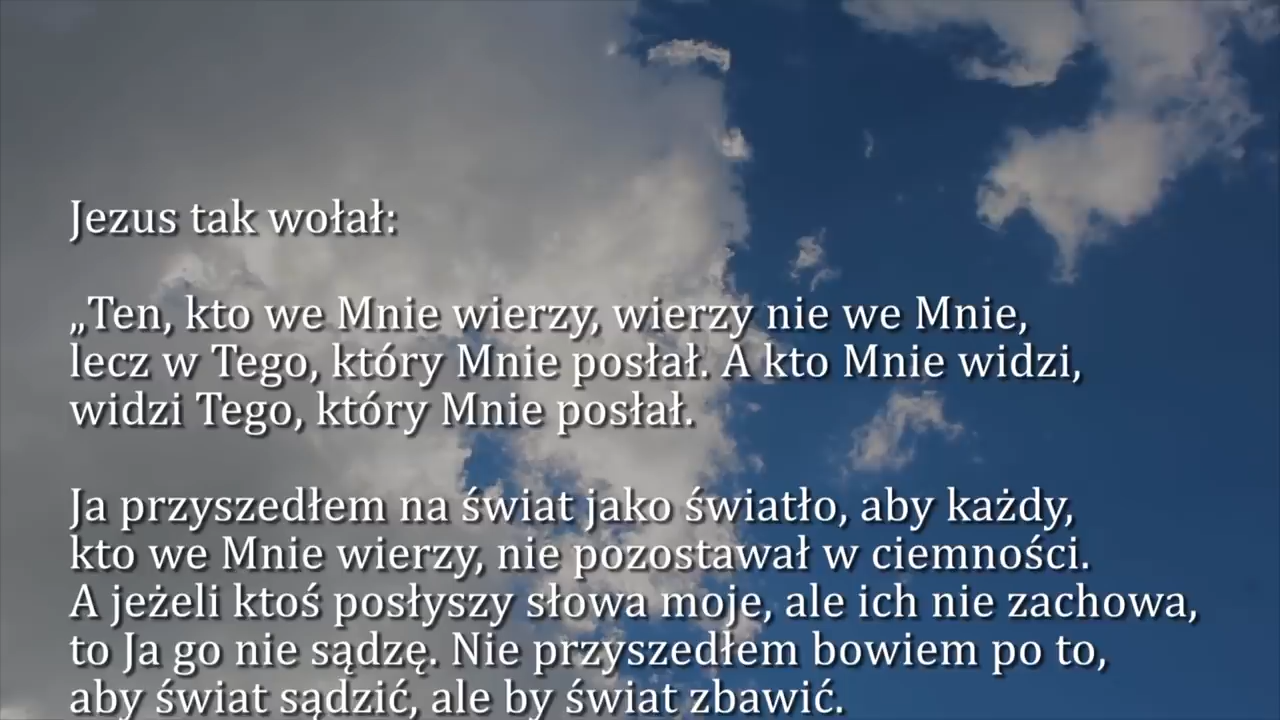 Jezus tak wołał:
„Ten, kto we Mnie wierzy, wierzy nie we Mnie,
lecz w Tego, który Mnie posłał. A kto Mnie widzi,
widzi Tego, który Mnie posłał.
Ja przyszedłem na świat jako światło, aby każdy,
kto we Mnie wierzy, nie pozostawał w ciemności.
A jeżeli ktoś posłyszy słowa moje, ale ich nie zachowa,
to Ja go nie sądzę. Nie przyszedłem bowiem po to,
aby świat sądzić, ale by świat zbawić.